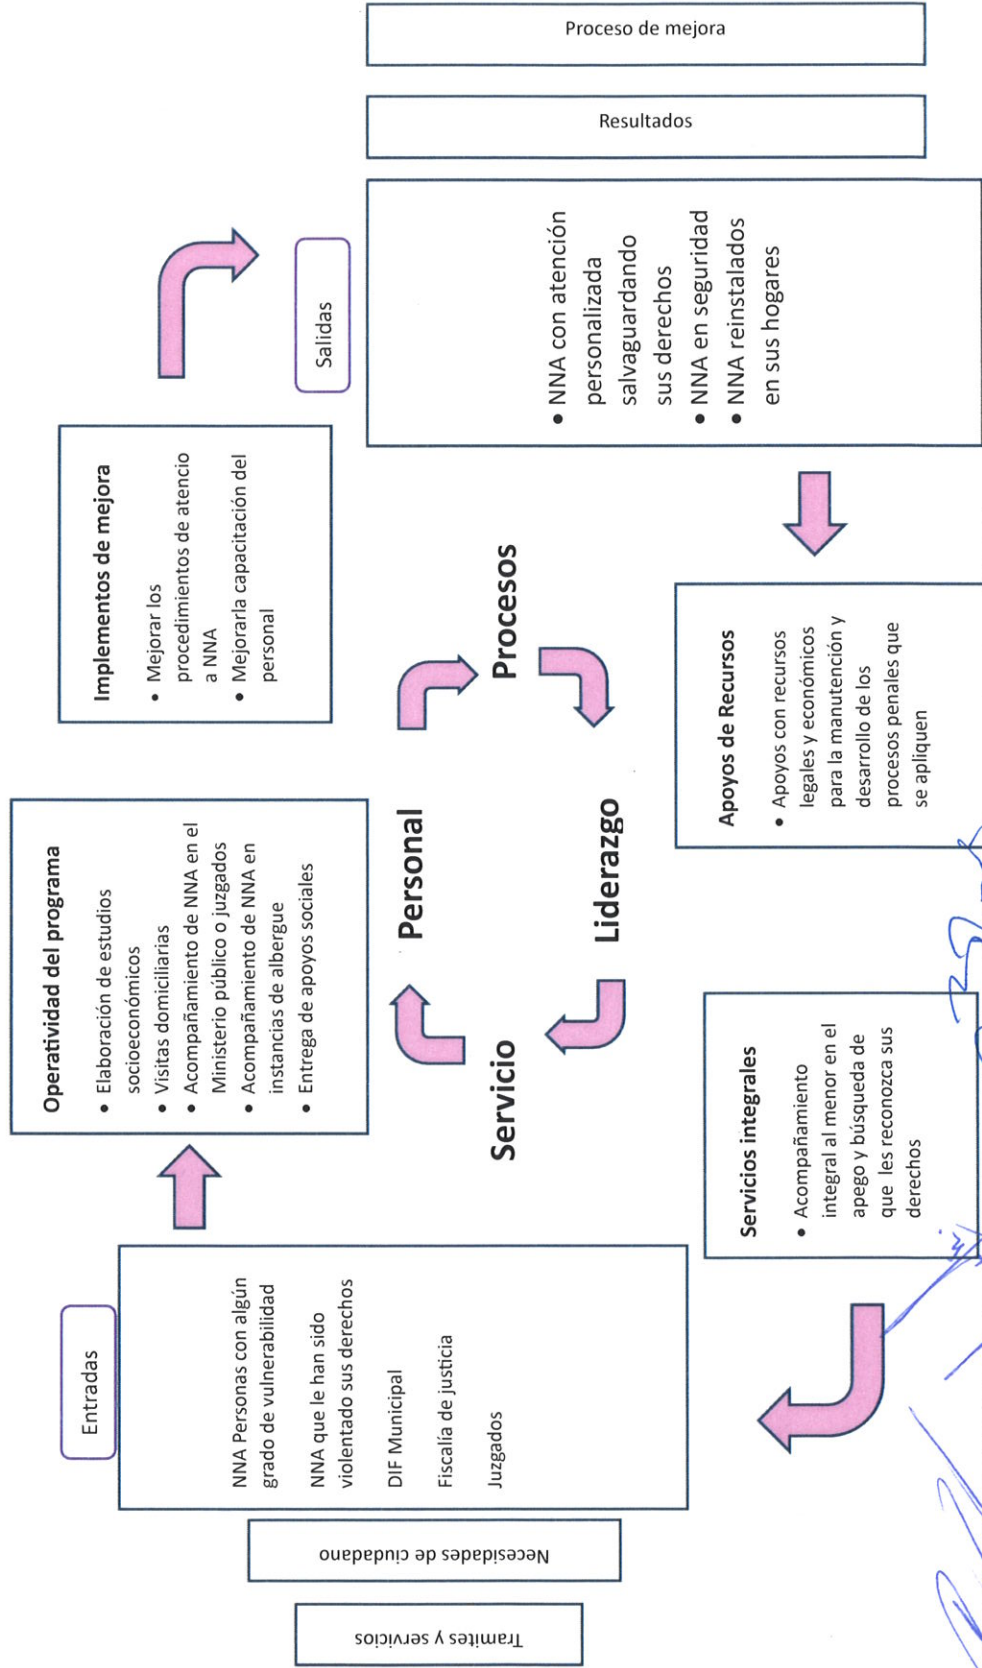 Tramites y servicios
Necesidades de ciudadano
Entradas
NNA Personas con algún
grado de vulnerabilidad
NNA que le han sido
violentado sus derechos
DIF Municipal
Fiscalía de justicia
Juzgados
Operatividad del programa
• Elaboración de estudios
socioeconómicos
• Visitas domiciliarias
• Acompañamiento de NNA en el
Ministerio público o juzgados
• Acompañamiento de NNA en
instancias de albergue
• Entrega de apoyos sociales
Implementos de mejora
• Mejorar los
procedimientos de atencio
a NNA
• Mejorarla capacitación del
personal
Servicio
Personal
Procesos
Liderazgo
Salidas
• NNA con atención
personalizada
salvaguardando
sus derechos
• NNA en seguridad
• NNA reinstalados
en sus hogares
Resultados
Proceso de mejora
Servicios integrales
• Acompañamiento
integral al menor en el
apego y búsqueda de
que les reconozca sus
derechos
Apoyos de Recursos
• Apoyos con recursos
legales y económicos
para la manutención y
desarrollo de los
procesos penales que
se apliquen